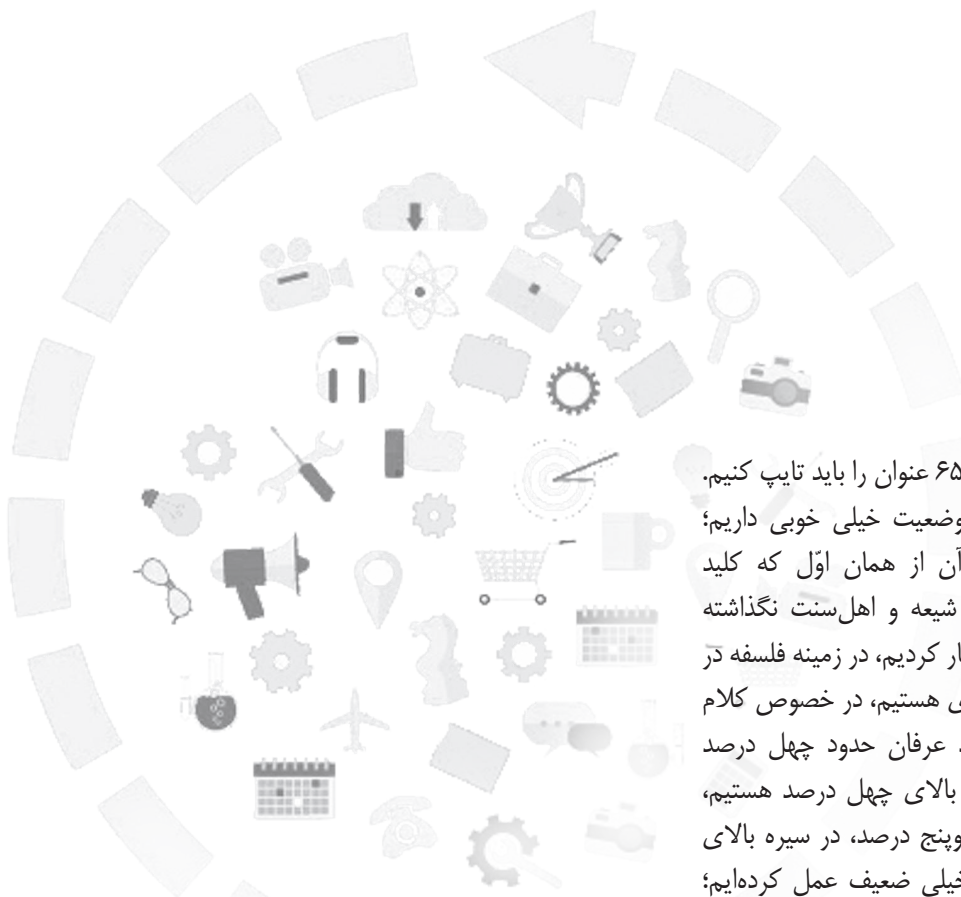 ۶۵ عنوان را باید تایپ کنیم.
وضعیت خیلی خوبی داریم؛
آن از همان اوّل که کلید
شیعه و اهل‌سنت نگذاشته
ار کردیم، در زمینه فلسفه در
ی هستیم، در خصوص کلام
عرفان حدود چهل درصد
بالای چهل درصد هستیم،
وپنج درصد، در سیره بالای
خیلی ضعیف عمل کرده‌ایم؛